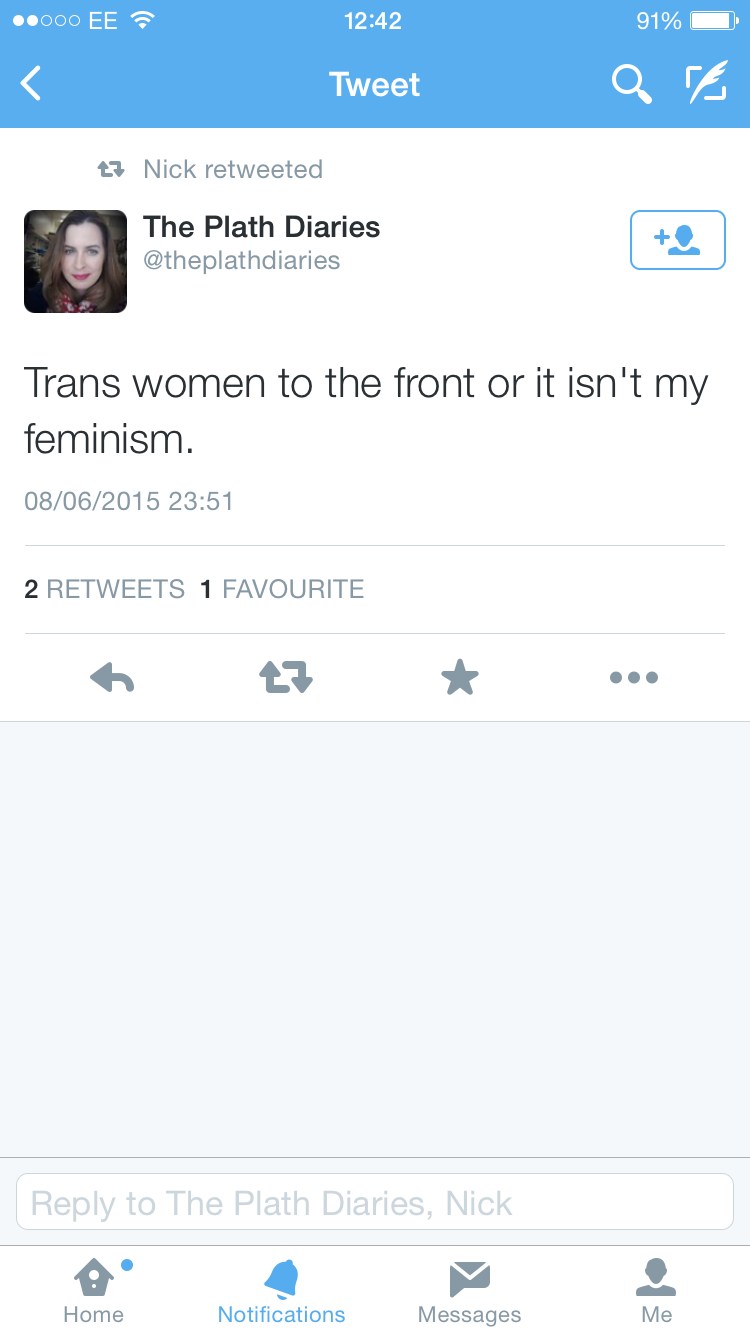 EE 12:42 91%
Tweet
Nick retweeted
The Plath Diaries
@theplathdiaries
Trans women to the front or it isn't my
feminism.
08/06/2015 23:51
2 RETWEETS 1 FAVOURITE
Reply to The Plath Diaries, Nick
Home Notifications Messages Me